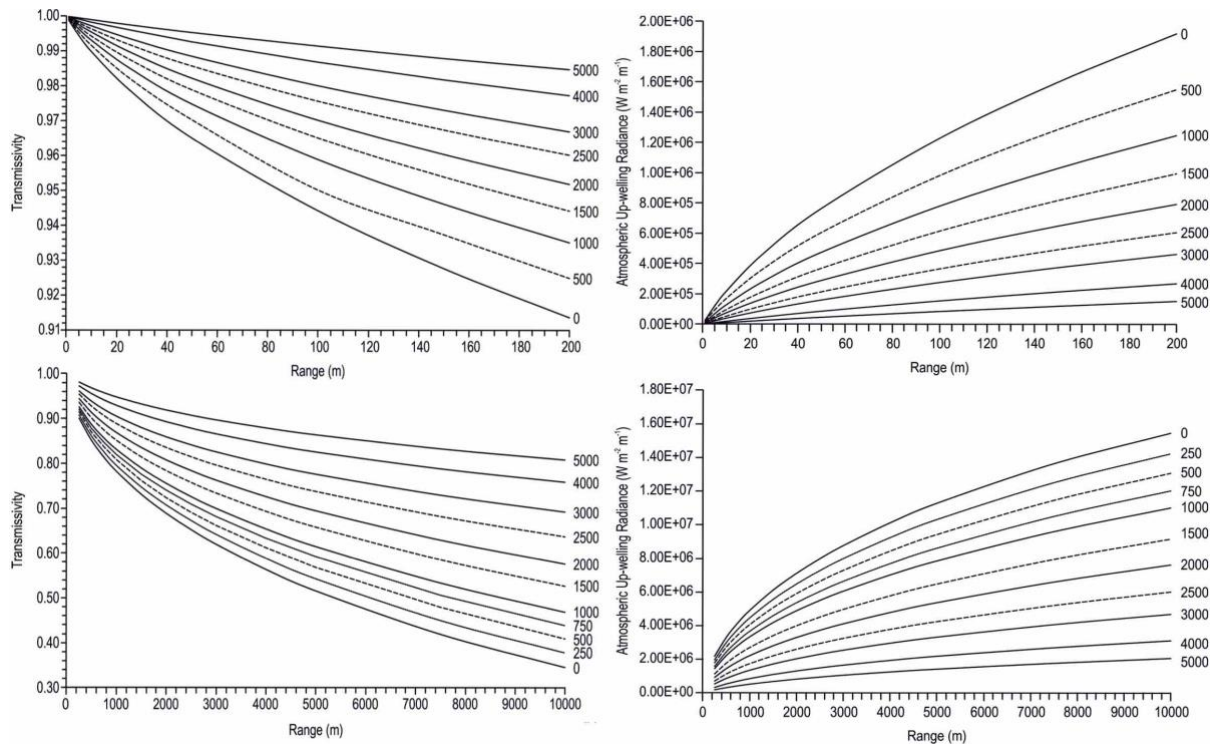 1.00
0.99
0.98
0.97
0.96
0.95
0.94
0.93
0.92
0.91
Transmissivity
0 20 40 60 80 100 120 140 160 180 200
Range (m)
5000
4000
3000
2500
2000
1500
1000
500
0
2.00E+06
1.80E+06
1.60E+06
1.40E+06
1.20E+06
1.00E+06
8.00E+05
6.00E+05
4.00E+05
2.00E+05
0.00E+00
Atmospheric Up-welling Radiance (W m⁻² m⁻¹)
0 20 40 60 80 100 120 140 160 180 200
Range (m)
0
500
1000
1500
2000
2500
3000
4000
5000
1.00
0.90
0.80
0.70
0.60
0.50
0.40
0.30
Transmissivity
0 1000 2000 3000 4000 5000 6000 7000 8000 9000 10000
Range (m)
5000
4000
3000
2500
2000
1500
1000
750
500
250
0
1.80E+07
1.60E+07
1.40E+07
1.20E+07
1.00E+07
8.00E+06
6.00E+06
4.00E+06
2.00E+06
0.00E+00
Atmospheric Up-welling Radiance (W m⁻² m⁻¹)
0 1000 2000 3000 4000 5000 6000 7000 8000 9000 10000
Range (m)
0
250
500
750
1000
1500
2000
2500
3000
4000
5000